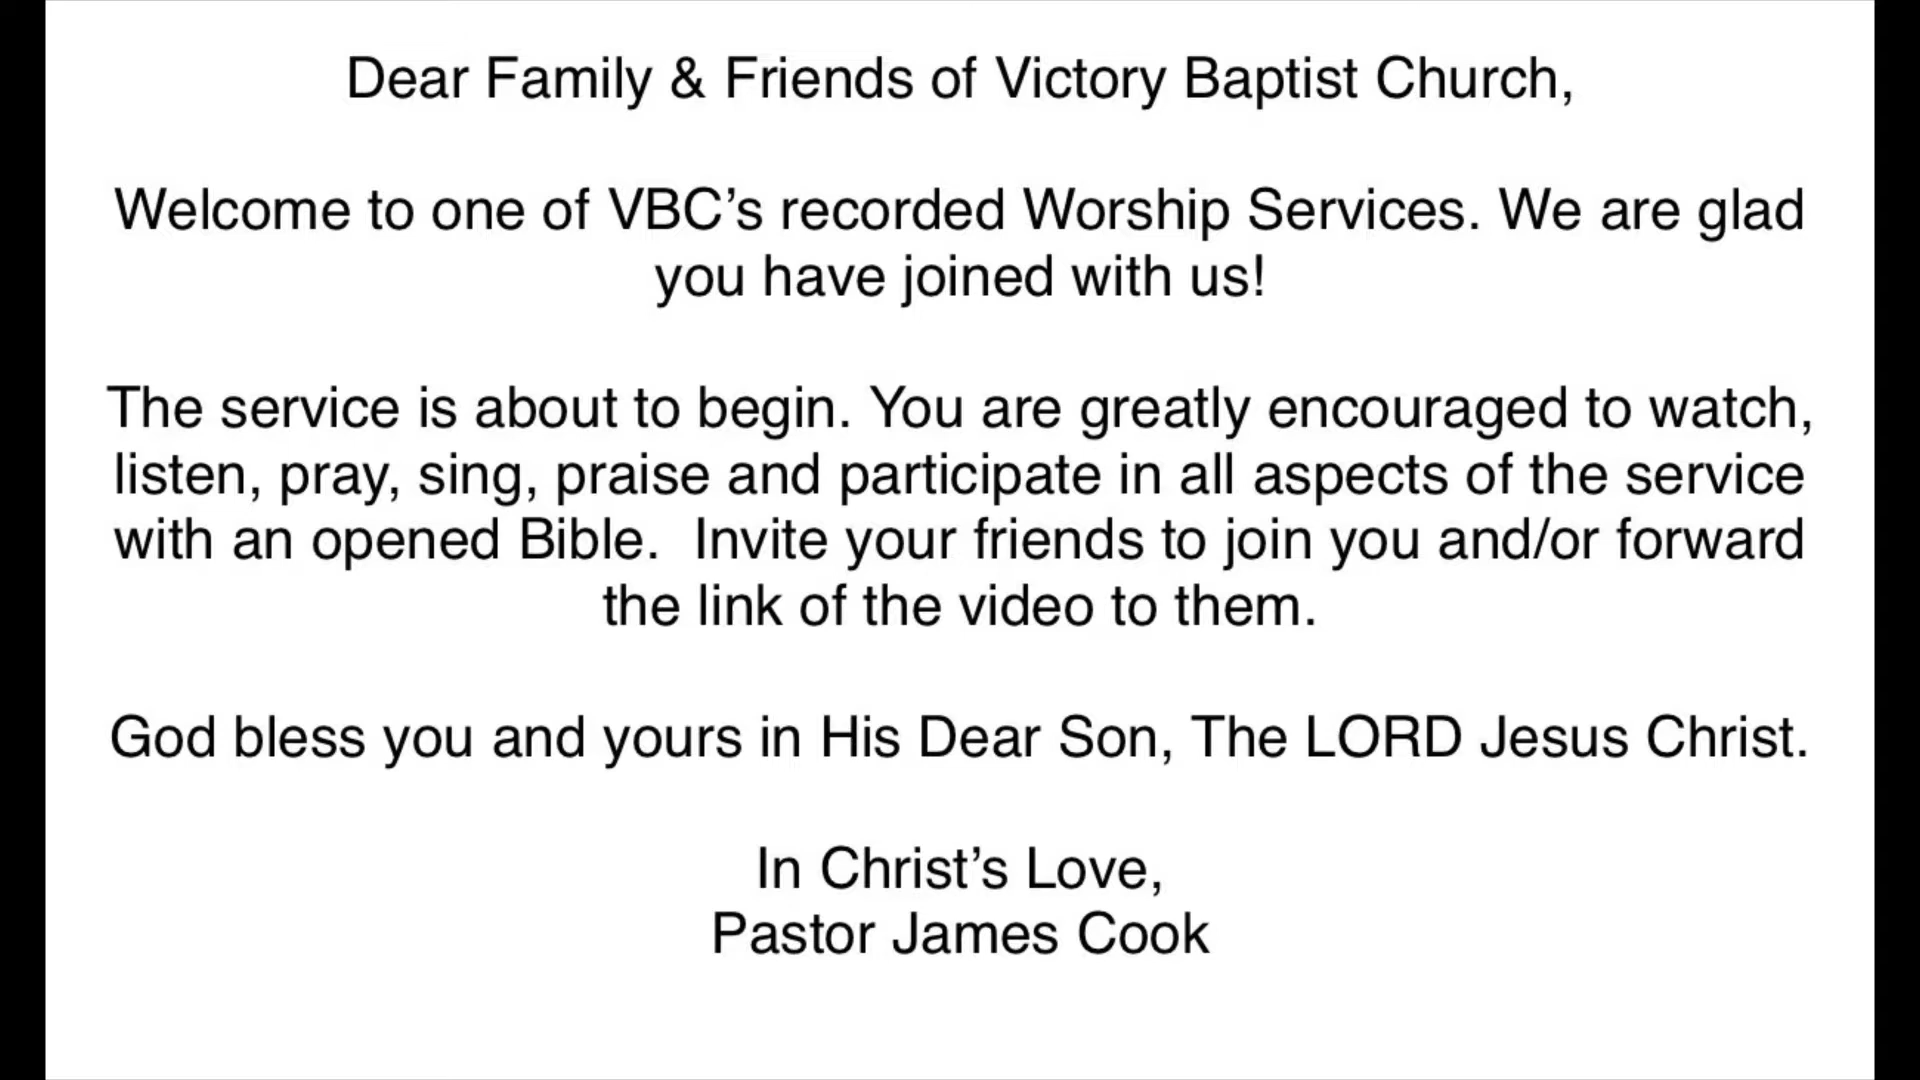 Dear Family & Friends of Victory Baptist Church,
Welcome to one of VBC’s recorded Worship Services. We are glad
you have joined with us!
The service is about to begin. You are greatly encouraged to watch,
listen, pray, sing, praise and participate in all aspects of the service
with an opened Bible.  Invite your friends to join you and/or forward
the link of the video to them.
God bless you and yours in His Dear Son, The LORD Jesus Christ.
In Christ’s Love,
Pastor James Cook